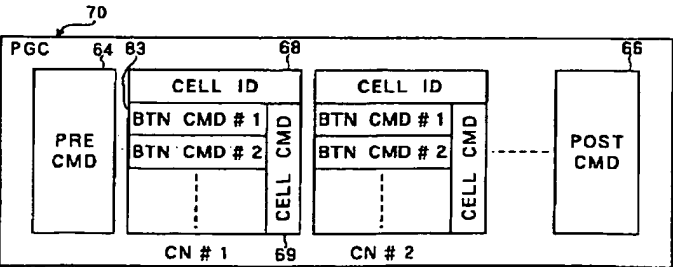 70
PGC 64 63 68 66
CELL ID CELL ID
BTN CMD # 1 BTN CMD # 1
PRE CMD BTN CMD # 2 CELL CMD BTN CMD # 2 CELL CMD POST CMD
CN # 1 69 CN # 2